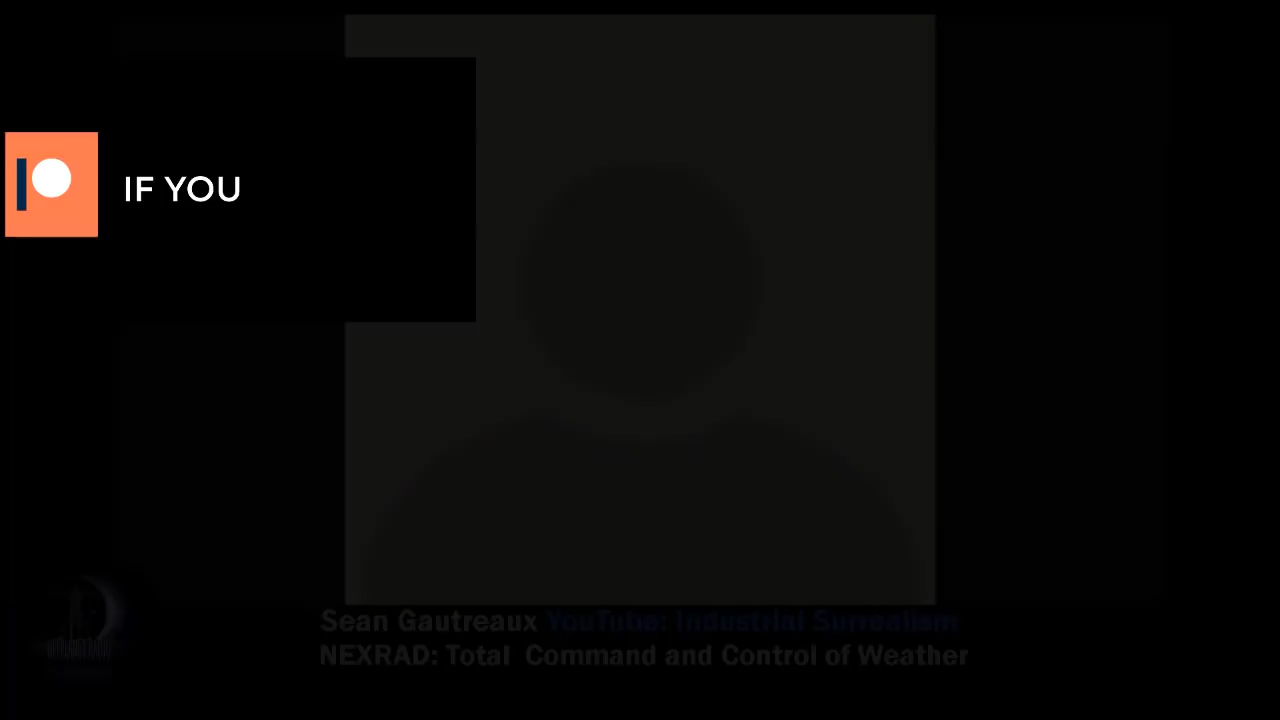 IF YOU
Sean Gautreaux YouTube: Industrial Surrealism
NEXRAD: Total Command and Control of Weather